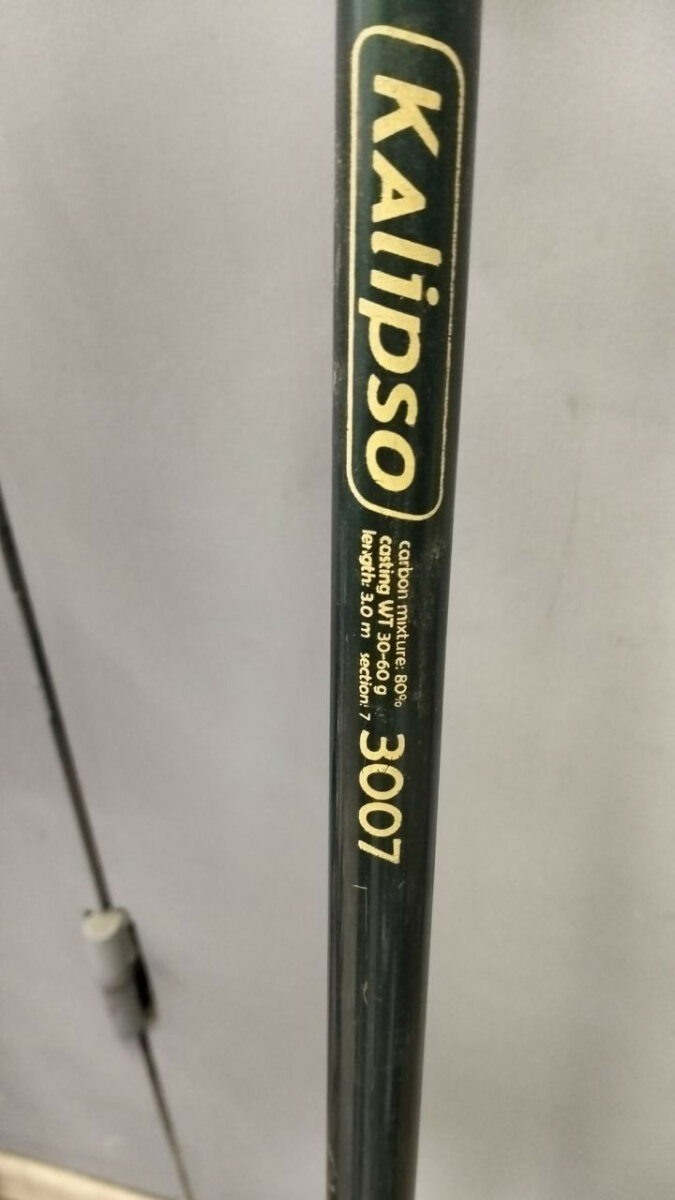 KAlipso
carbon mixture: 80%
casting WT 30-60 g
length: 3.0 m section: 7
3007